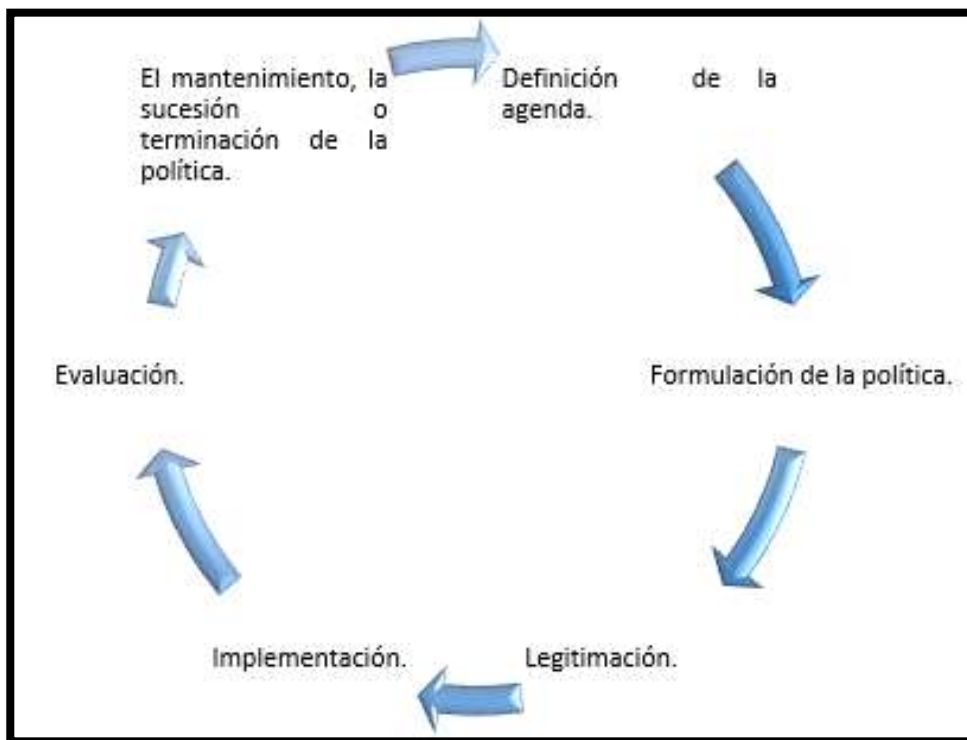 El mantenimiento, la
sucesión o
terminación de la
política.
Definición de la
agenda.
Formulación de la política.
Legitimación.
Implementación.
Evaluación.